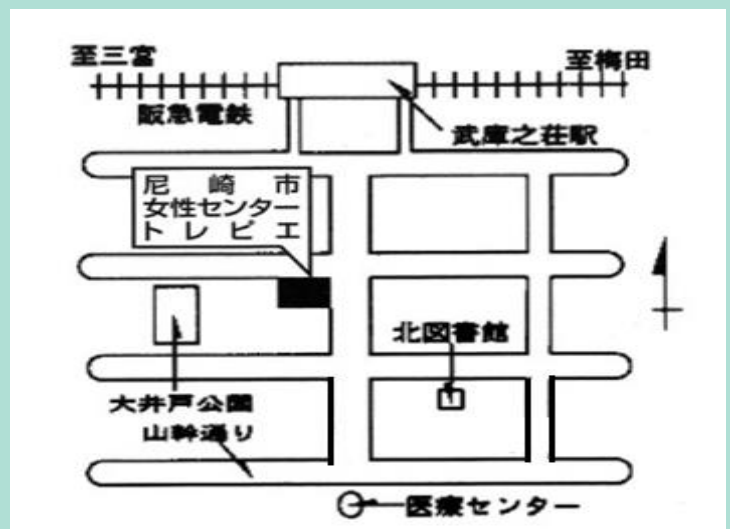 至三宮
至梅田
阪急電鉄
武庫之荘駅
尼崎市
女性センター
トレピエ
北図書館
大井戸公園
山幹通り
医療センター